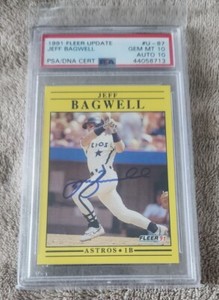 1991 FLEER UPDATE #U-87
JEFF BAGWELL GEM MT 10
AUTO 10
PSA/DNA CERT 44058713
JEFF
BAGWELL
FLEER
ASTROS • 1B